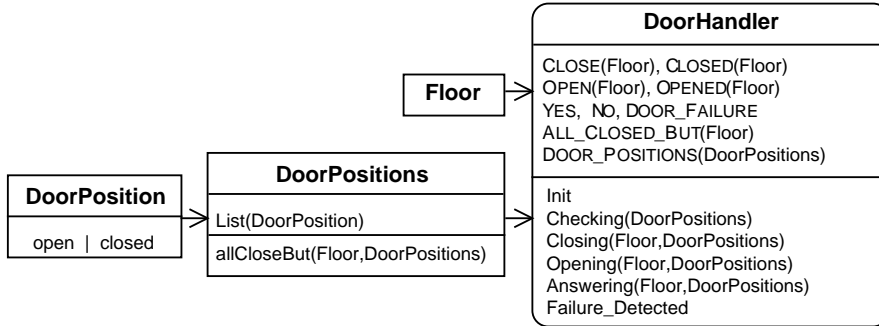 DoorHandler
CLOSE(Floor), CLOSED(Floor)
OPEN(Floor), OPENED(Floor)
YES, NO, DOOR_FAILURE
ALL_CLOSED_BUT(Floor)
DOOR_POSITIONS(DoorPositions)
Init
Checking(DoorPositions)
Closing(Floor,DoorPositions)
Opening(Floor,DoorPositions)
Answering(Floor,DoorPositions)
Failure_Detected
Floor
DoorPositions
List(DoorPosition)
allCloseBut(Floor,DoorPositions)
DoorPosition
open | closed